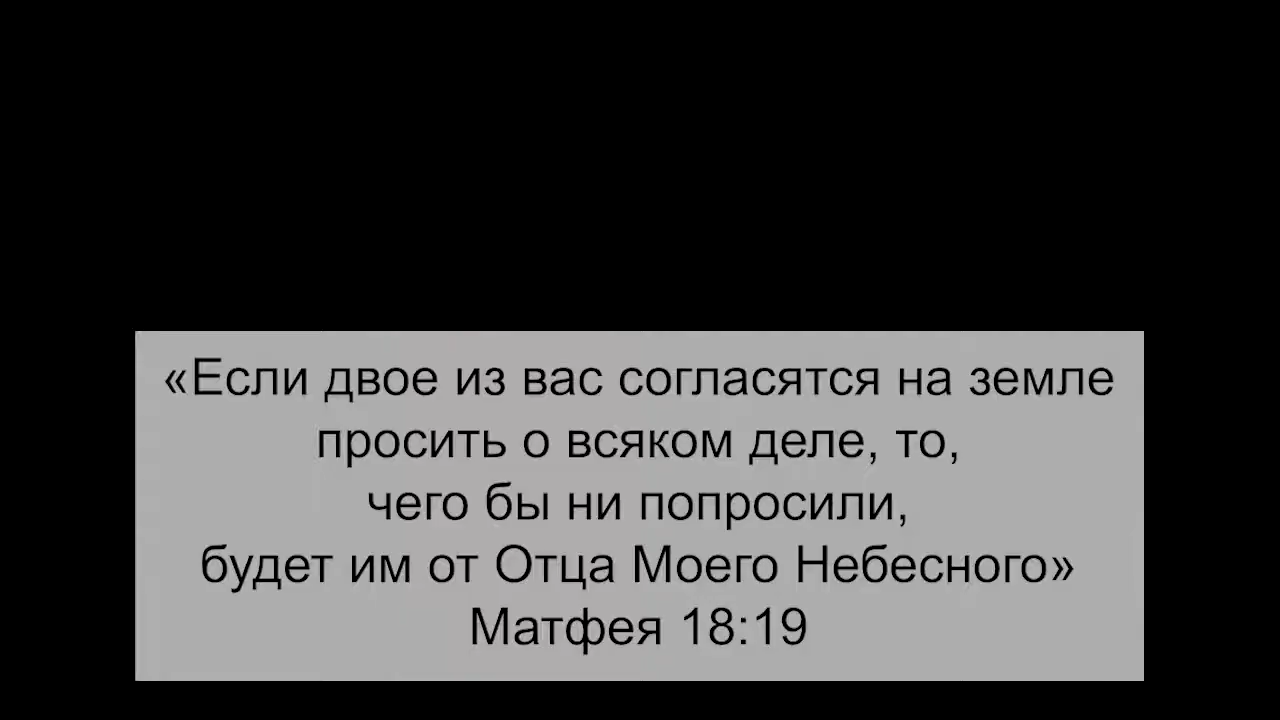 «Если двое из вас согласятся на земле
просить о всяком деле, то,
чего бы ни попросили,
будет им от Отца Моего Небесного»
Матфея 18:19